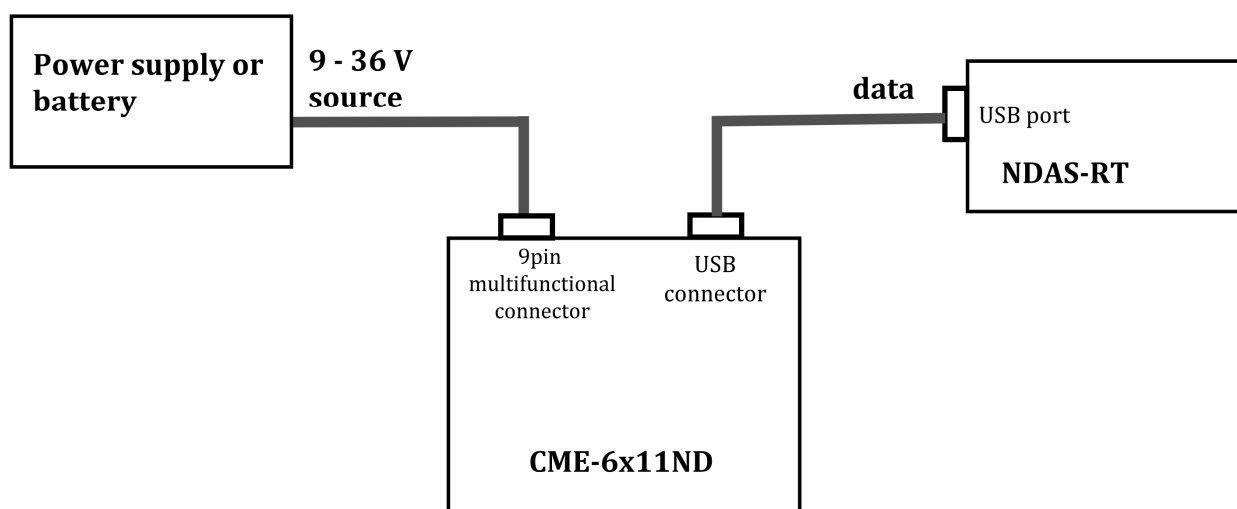 Power supply or
battery
9 - 36 V
source
data
USB port
NDAS-RT
9pin
multifunctional
connector
USB
connector
CME-6x11ND